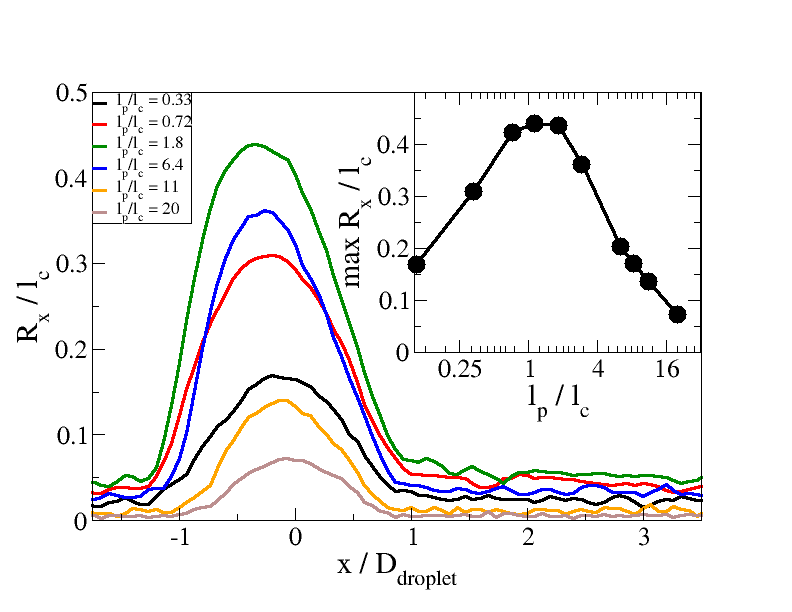 0.5
0.4
0.3
0.2
0.1
0
R_x / l_c
l_p/l_c = 0.33
l_p/l_c = 0.72
l_p/l_c = 1.8
l_p/l_c = 6.4
l_p/l_c = 11
l_p/l_c = 20
-1 0 1 2 3
x / D_droplet
0.4
0.3
0.2
0.1
0
max R_x / l_c
0.25 1 4 16
l_p / l_c